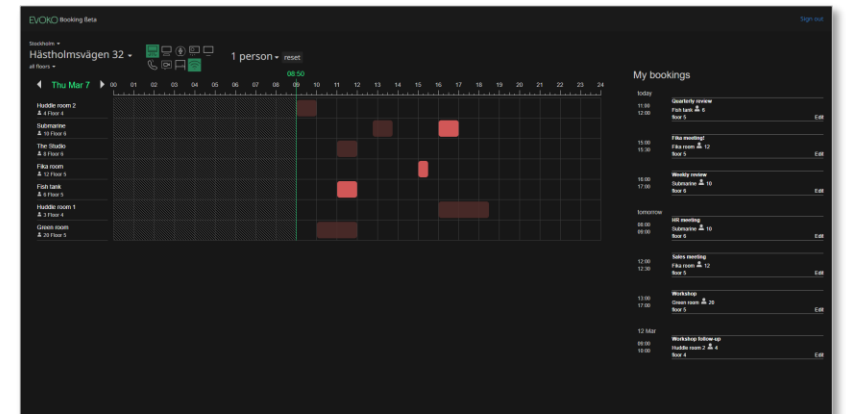 EVOKO Booking Beta
Sign out
Stockholm
Hästholmsvägen 32
all floors
1 person
reset
Thu Mar 7
08 50
00 01 02 03 04 05 06 07 08 09 10 11 12 13 14 15 16 17 18 19 20 21 22 23 24
Huddle room 2
4 Floor 4
Submarine
10 Floor 6
The Studio
8 Floor 6
Fika room
12 Floor 5
Fish tank
6 Floor 5
Huddle room 1
3 Floor 4
Green room
20 Floor 5
My bookings
today
11:00
12:00
Quarterly review
Fish tank 6
floor 5
Edit
15:00
15:30
Fika meeting!
Fika room 12
floor 5
Edit
16:00
17:00
Weekly review
Submarine 10
floor 6
Edit
tomorrow
08:00
09:00
HR meeting
Submarine 10
floor 6
Edit
12:00
12:30
Sales meeting
Fika room 12
floor 5
Edit
13:00
17:00
Workshop
Green room 20
floor 5
Edit
12 Mar
09:00
10:00
Workshop follow-up
Huddle room 2 4
floor 4
Edit